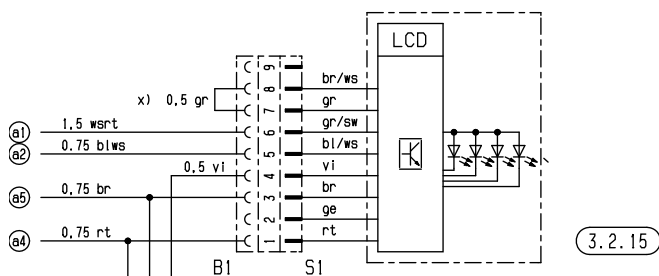 LCD
9
br/ws
8
x) 0,5 gr
7
gr
a1
1,5 wsrt
6
gr/sw
a2
0.75 blws
5
bl/ws
0,5 vi
4
vi
a5
0,75 br
3
br
2
ge
a4
0,75 rt
1
rt
3.2.15
B1
S1